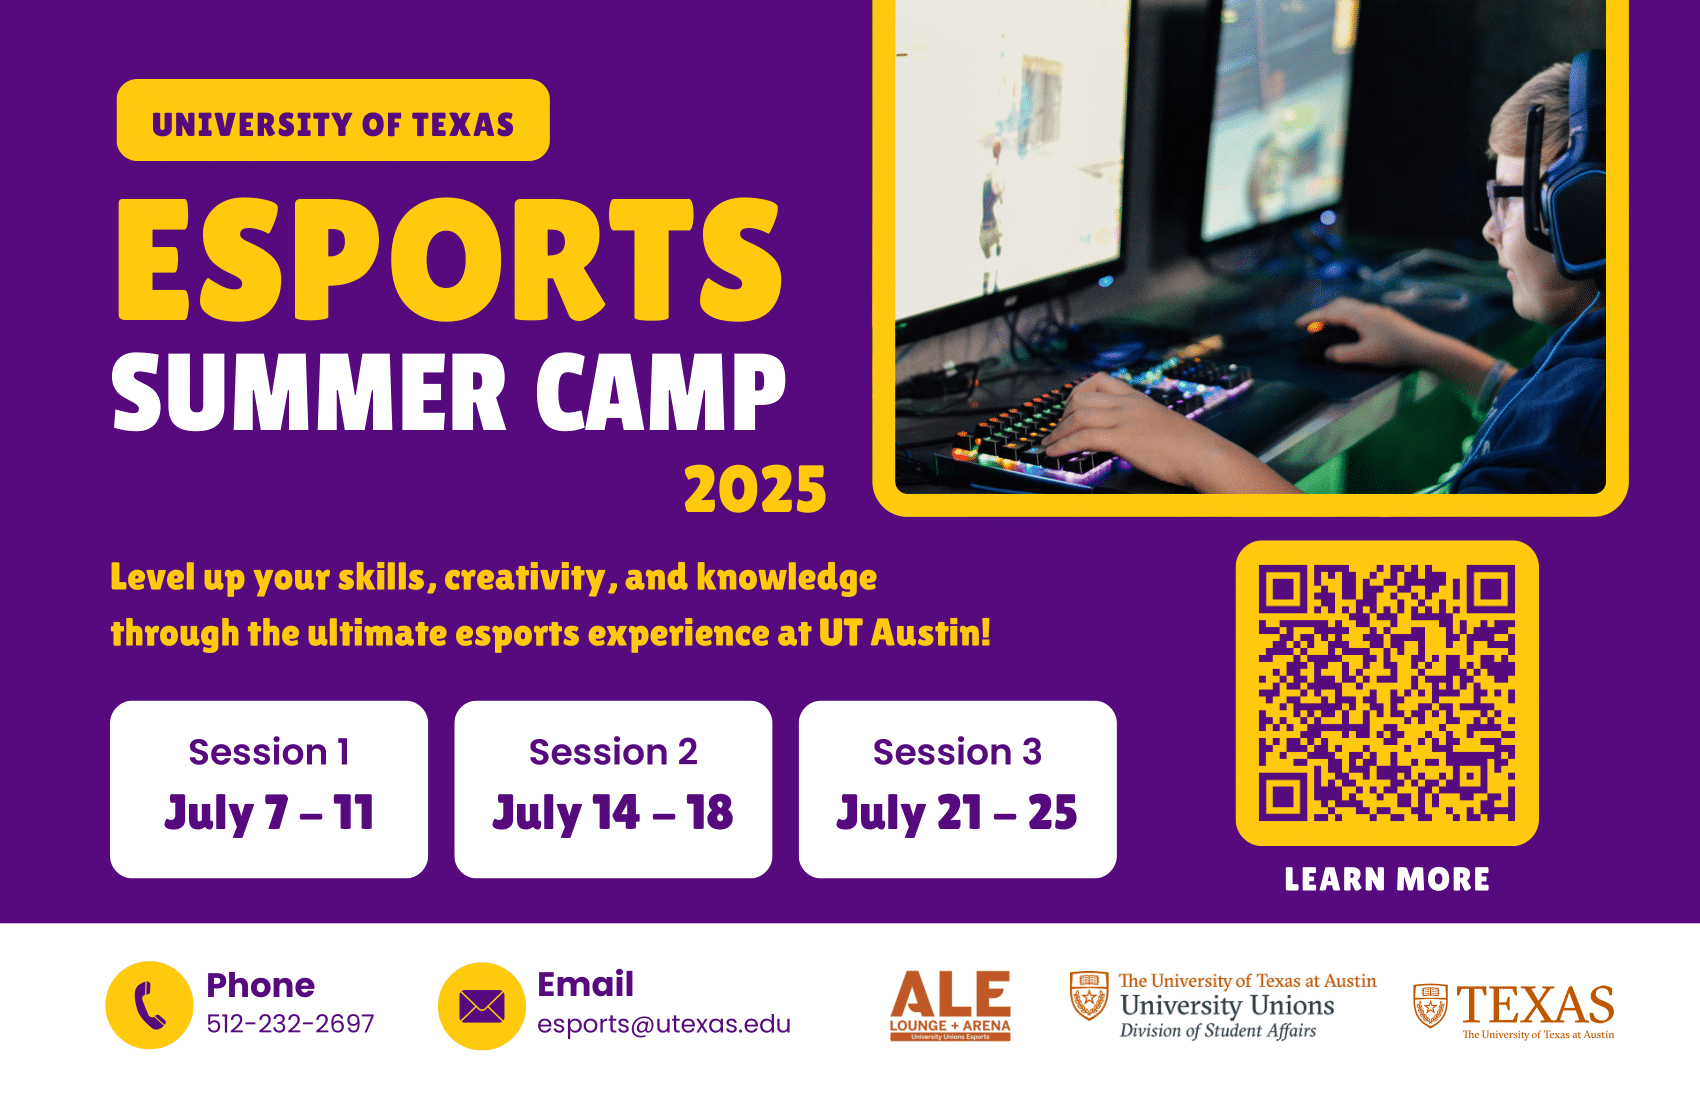 UNIVERSITY OF TEXAS
ESPORTS
SUMMER CAMP
2025
Level up your skills, creativity, and knowledge
through the ultimate esports experience at UT Austin!
Session 1
July 7 – 11
Session 2
July 14 – 18
Session 3
July 21 – 25
LEARN MORE
Phone
512-232-2697
Email
esports@utexas.edu
ALE
LOUNGE + ARENA
University Unions Esports
The University of Texas at Austin
University Unions
Division of Student Affairs
TEXAS
The University of Texas at Austin